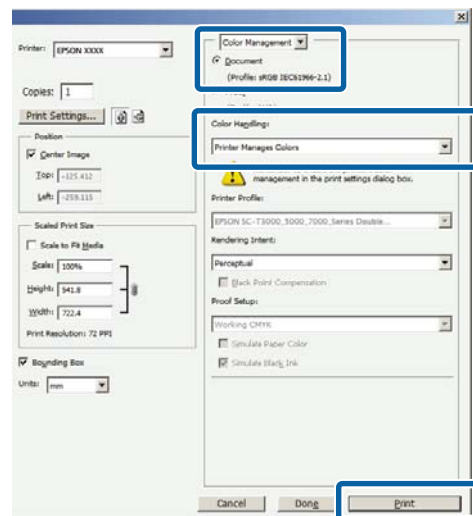 Printer: EPSON XXXX
Copies: 1
Print Settings...
Position
Center Image
Top: -125.412
Left: -259.115
Scaled Print Size
Scale to Fit Media
Scale: 100%
Height: 541.8
Width: 722.4
Print Resolution: 72 PPI
Bounding Box
Units: mm
Color Management
Document
(Profile: sRGB IEC61966-2.1)
Color Handling:
Printer Manages Colors
management in the print settings dialog box.
Printer Profile:
EPSON SC-T3000_5000_7000_Series Double...
Rendering Intent:
Perceptual
Black Point Compensation
Proof Setup:
Working CMYK
Simulate Paper Color
Simulate Black Ink
Cancel
Done
Print